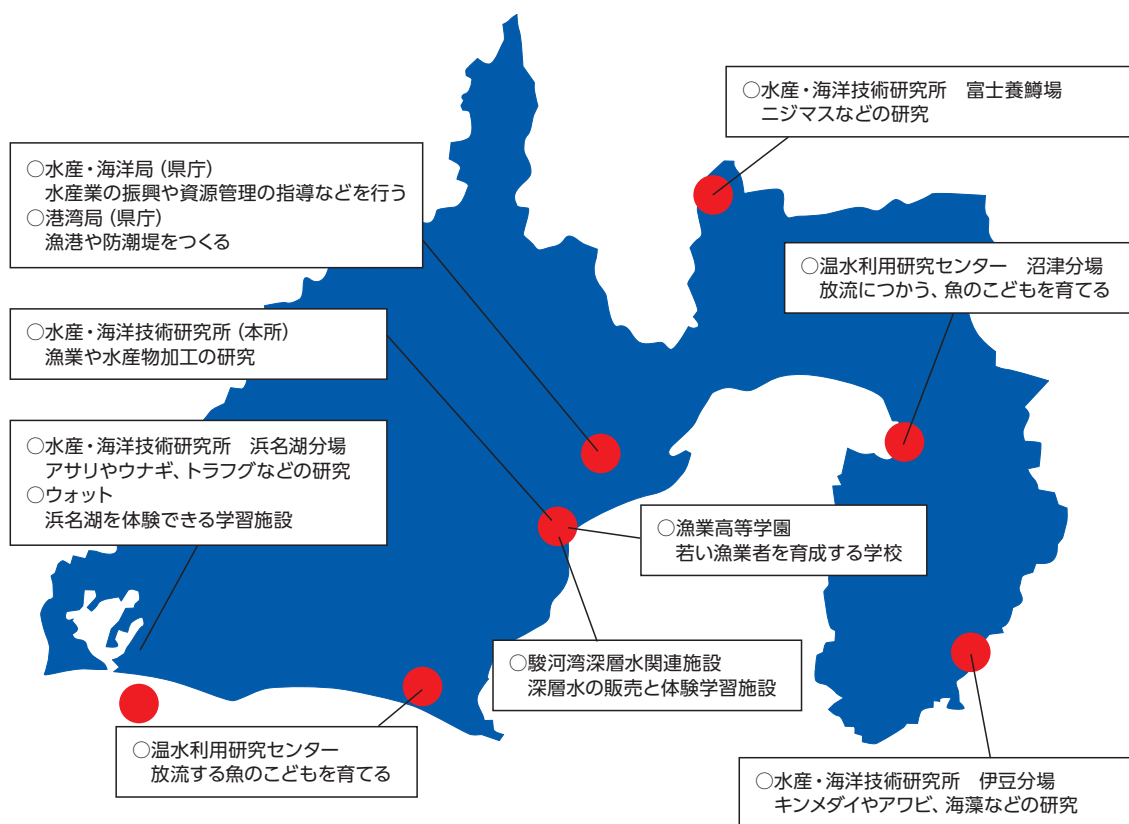 ○水産・海洋技術研究所　富士養鱒場
ニジマスなどの研究
○水産・海洋局（県庁）
水産業の振興や資源管理の指導などを行う
○港湾局（県庁）
漁港や防潮堤をつくる
○温水利用研究センター　沼津分場
放流につかう、魚のこどもを育てる
○水産・海洋技術研究所（本所）
漁業や水産物加工の研究
○水産・海洋技術研究所　浜名湖分場
アサリやウナギ、トラフグなどの研究
○ウォット
浜名湖を体験できる学習施設
○漁業高等学園
若い漁業者を育成する学校
○駿河湾深層水関連施設
深層水の販売と体験学習施設
○温水利用研究センター
放流する魚のこどもを育てる
○水産・海洋技術研究所　伊豆分場
キンメダイやアワビ、海藻などの研究